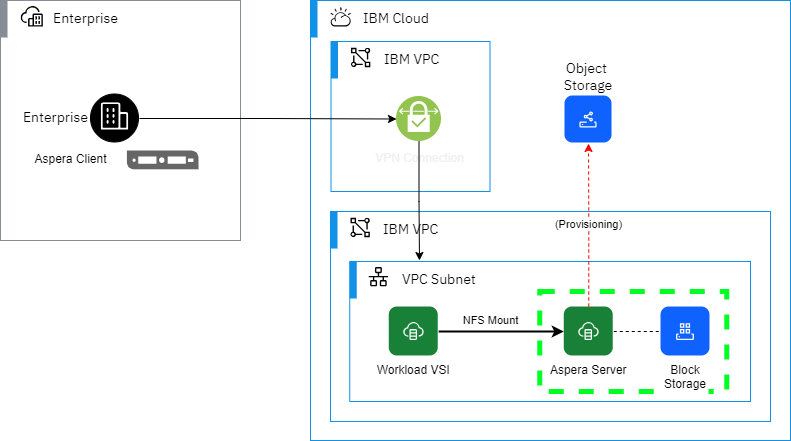 Enterprise
IBM Cloud
IBM VPC
Object
Storage
Enterprise
Aspera Client
VPN Connection
(Provisioning)
IBM VPC
VPC Subnet
NFS Mount
Workload VSI
Aspera Server
Block
Storage